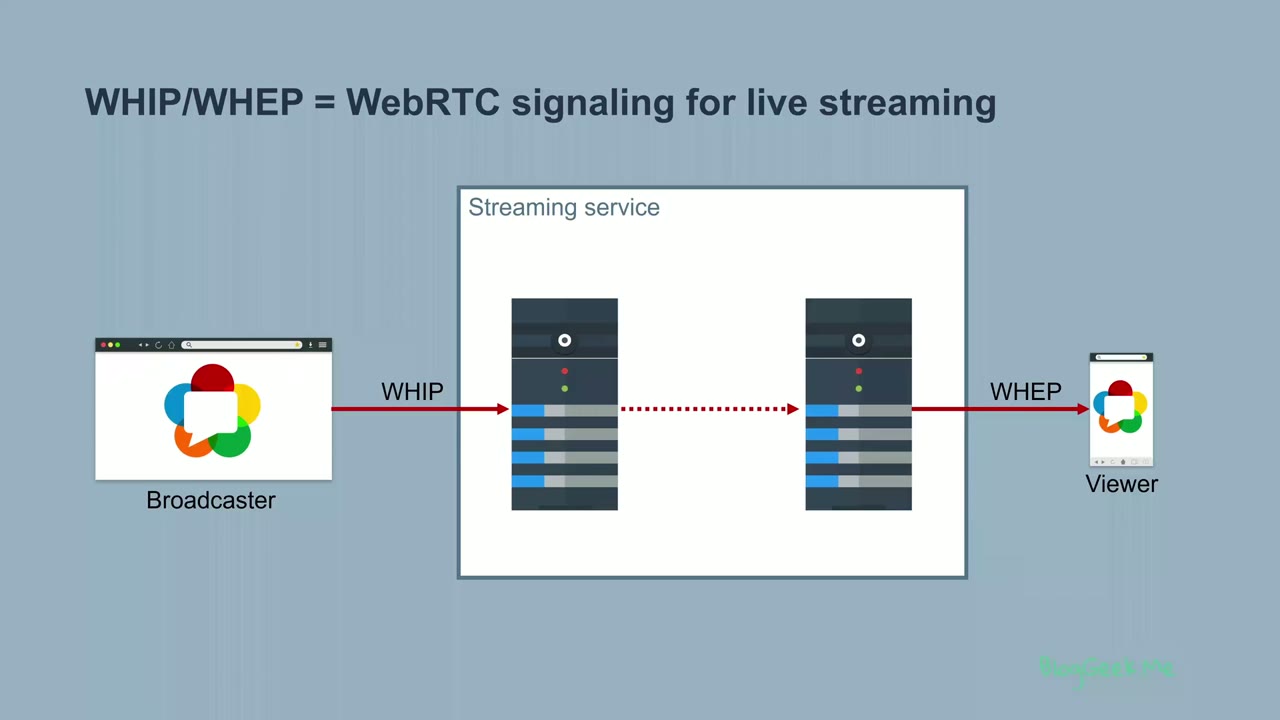 WHIP/WHEP = WebRTC signaling for live streaming
Streaming service
WHIP
WHEP
Broadcaster
Viewer